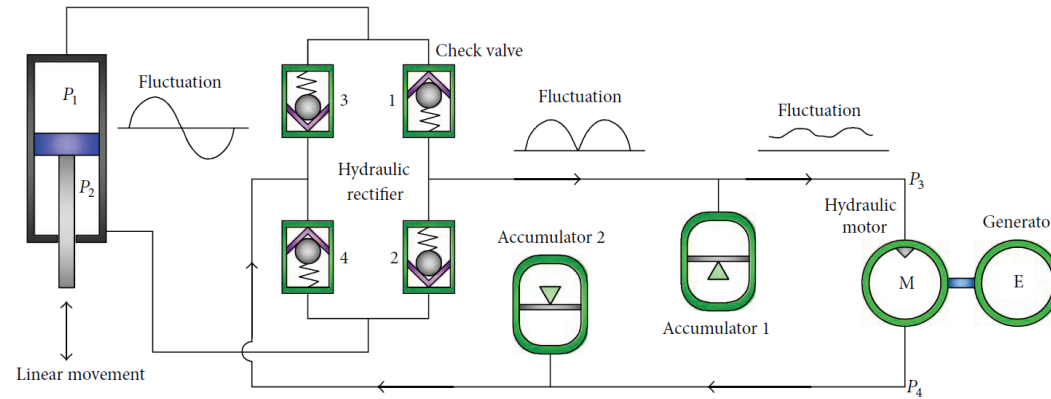 Check valve
Fluctuation
P1
3
1
Fluctuation
Fluctuation
Hydraulic
rectifier
P2
P3
Hydraulic
motor
Generato
Accumulator 2
4
2
M
E
Accumulator 1
Linear movement
P4